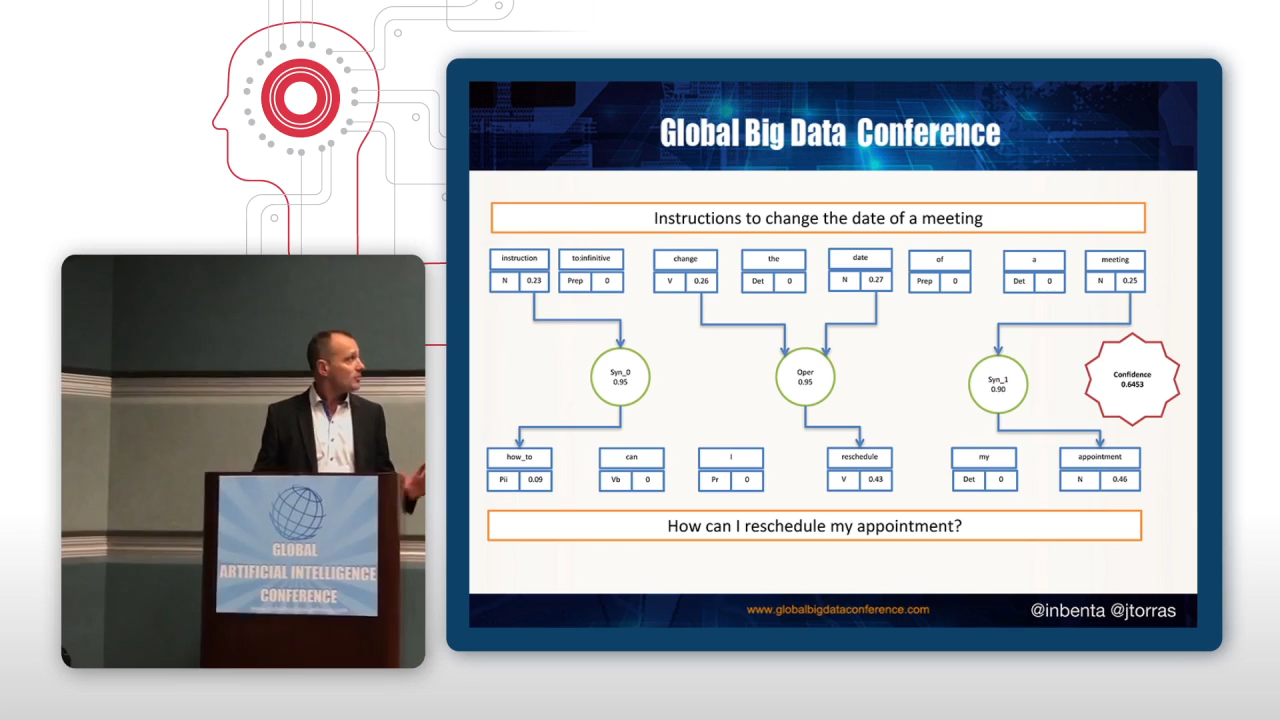 Global Big Data Conference
Instructions to change the date of a meeting
instruction to:infinitive change the date of a meeting
N 0.23 Prep 0 V 0.26 Det 0 N 0.27 Prep 0 Det 0 N 0.25
Syn_0 Oper Syn_1 Confidence
0.95 0.95 0.90 0.6453
how_to can I reschedule my appointment
Pii 0.09 Vb 0 Pr 0 V 0.43 Det 0 N 0.46
How can I reschedule my appointment?
www.globalbigdataconference.com @inbenta @jtorras
GLOBAL
ARTIFICIAL INTELLIGENCE
CONFERENCE